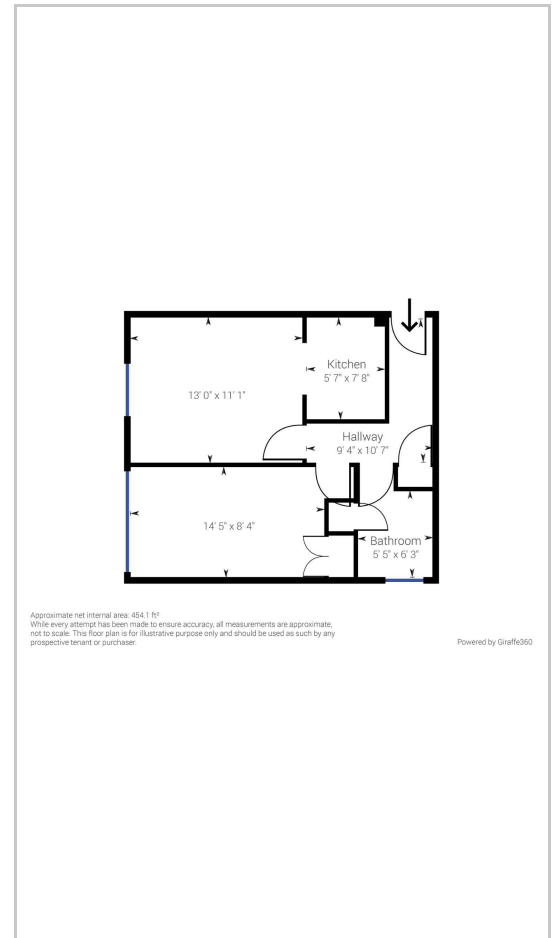 Kitchen
5' 7" x 7' 8"
13' 0" x 11' 1"
Hallway
9' 4" x 10' 7"
14' 5" x 8' 4"
Bathroom
5' 5" x 6' 3"
Approximate net internal area: 454.1 ft²
While every attempt has been made to ensure accuracy, all measurements are approximate,
not to scale. This floor plan is for illustrative purpose only and should be used as such by any
prospective tenant or purchaser.
Powered by Giraffe360